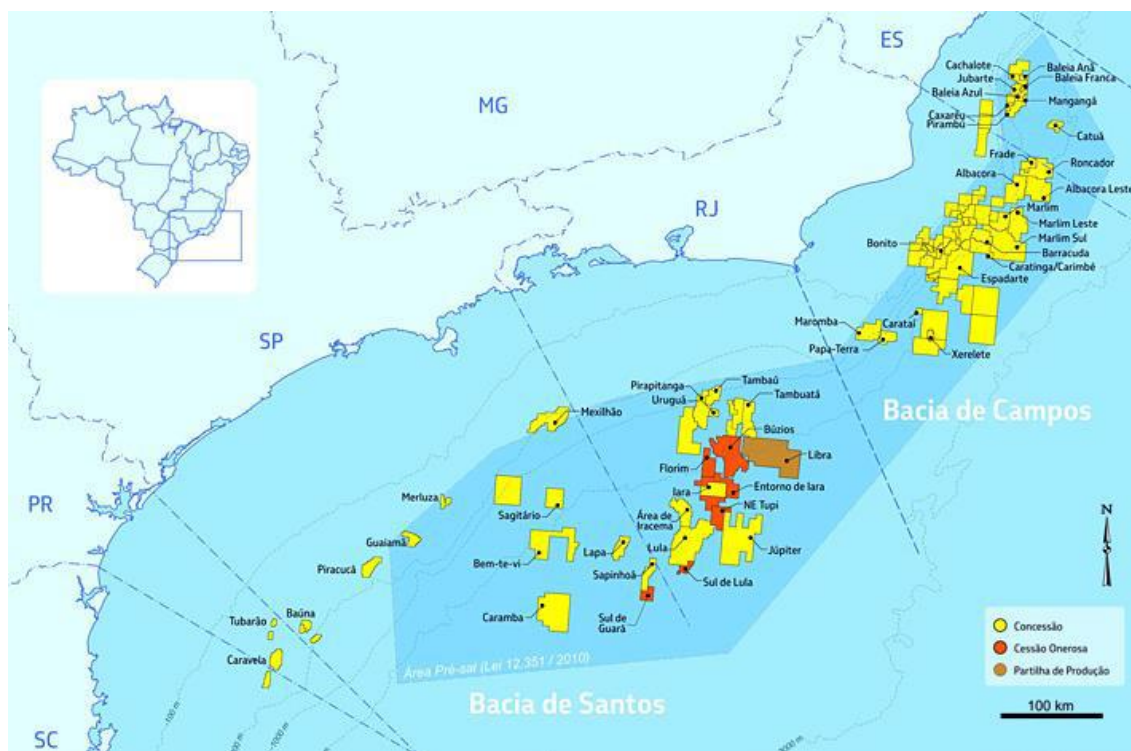 ES
Cachalote
Baleia Anã
Jubarte
Baleia Franca
Baleia Azul
Mangangá
Caxaréu
Pirambú
Catuá
MG
Frade
Roncador
Albacora
Albacora Leste
RJ
Marlim
Marlim Leste
Marlim Sul
Bonito
Barracuda
Caratinga/Carimbé
Espadarte
Carataí
Maromba
Papa-Terra
Xerelete
SP
Pirapitanga
Tambaú
Uruguá
Tambuatá
Mexilhão
Bacia de Campos
Búzios
Florim
Libra
Iara
Entorno de Iara
Merluza
Sagitário
Área de
Iracema
NE Tupi
PR
Guaiamá
Bem-te-vi
Lapa
Lula
Júpiter
Piracucá
Sapinhoá
Sul de Lula
Caramba
Sul de
Guará
Tubarão
Baúna
Caravela
Área Pré-sal (Lei 12.351 / 2010)
Bacia de Santos
SC
-100 m
N
Concessão
Cessão Onerosa
Partilha de Produção
100 km